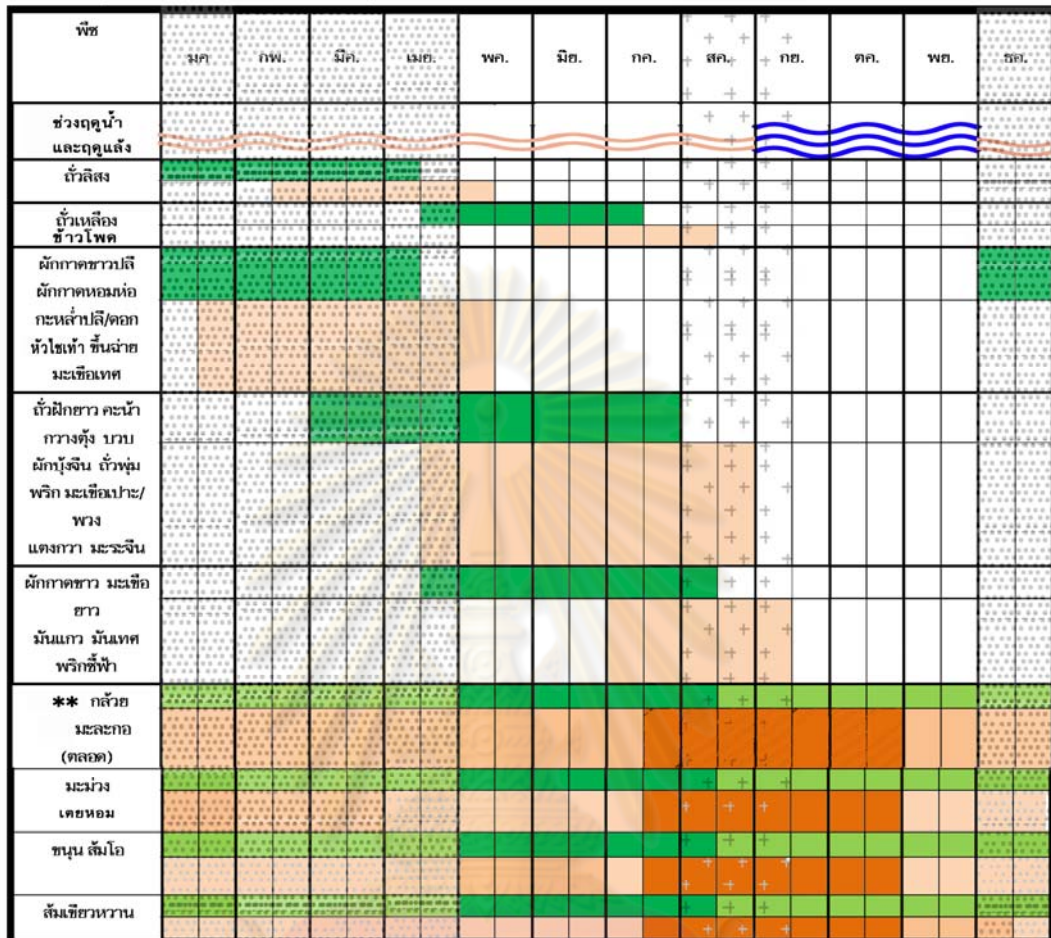 พืช
มค
กพ.
มีค.
เมย.
พค.
มิย.
กค.
สค.
กย.
ตค.
พย.
ธค.
ช่วงฤดูน้ำ
และฤดูแล้ง
ถั่วลิสง
ถั่วเหลือง
ข้าวโพด
ผักกาดขาวปลี
ผักกาดหอมห่อ
กะหล่ำปลี/ดอก
หัวไชเท้า ขึ้นฉ่าย
มะเขือเทศ
ถั่วฝักยาว คะน้า
กวางตุ้ง บวบ
ผักบุ้งจีน ถั่วพุ่ม
พริก มะเขือเปาะ/
พวง
แตงกวา มะระจีน
ผักกาดขาว มะเขือ
ยาว
มันแกว มันเทศ
พริกชี้ฟ้า
** กล้วย
มะละกอ
(ตลอด)
มะม่วง
เตยหอม
ขนุน ส้มโอ
ส้มเขียวหวาน